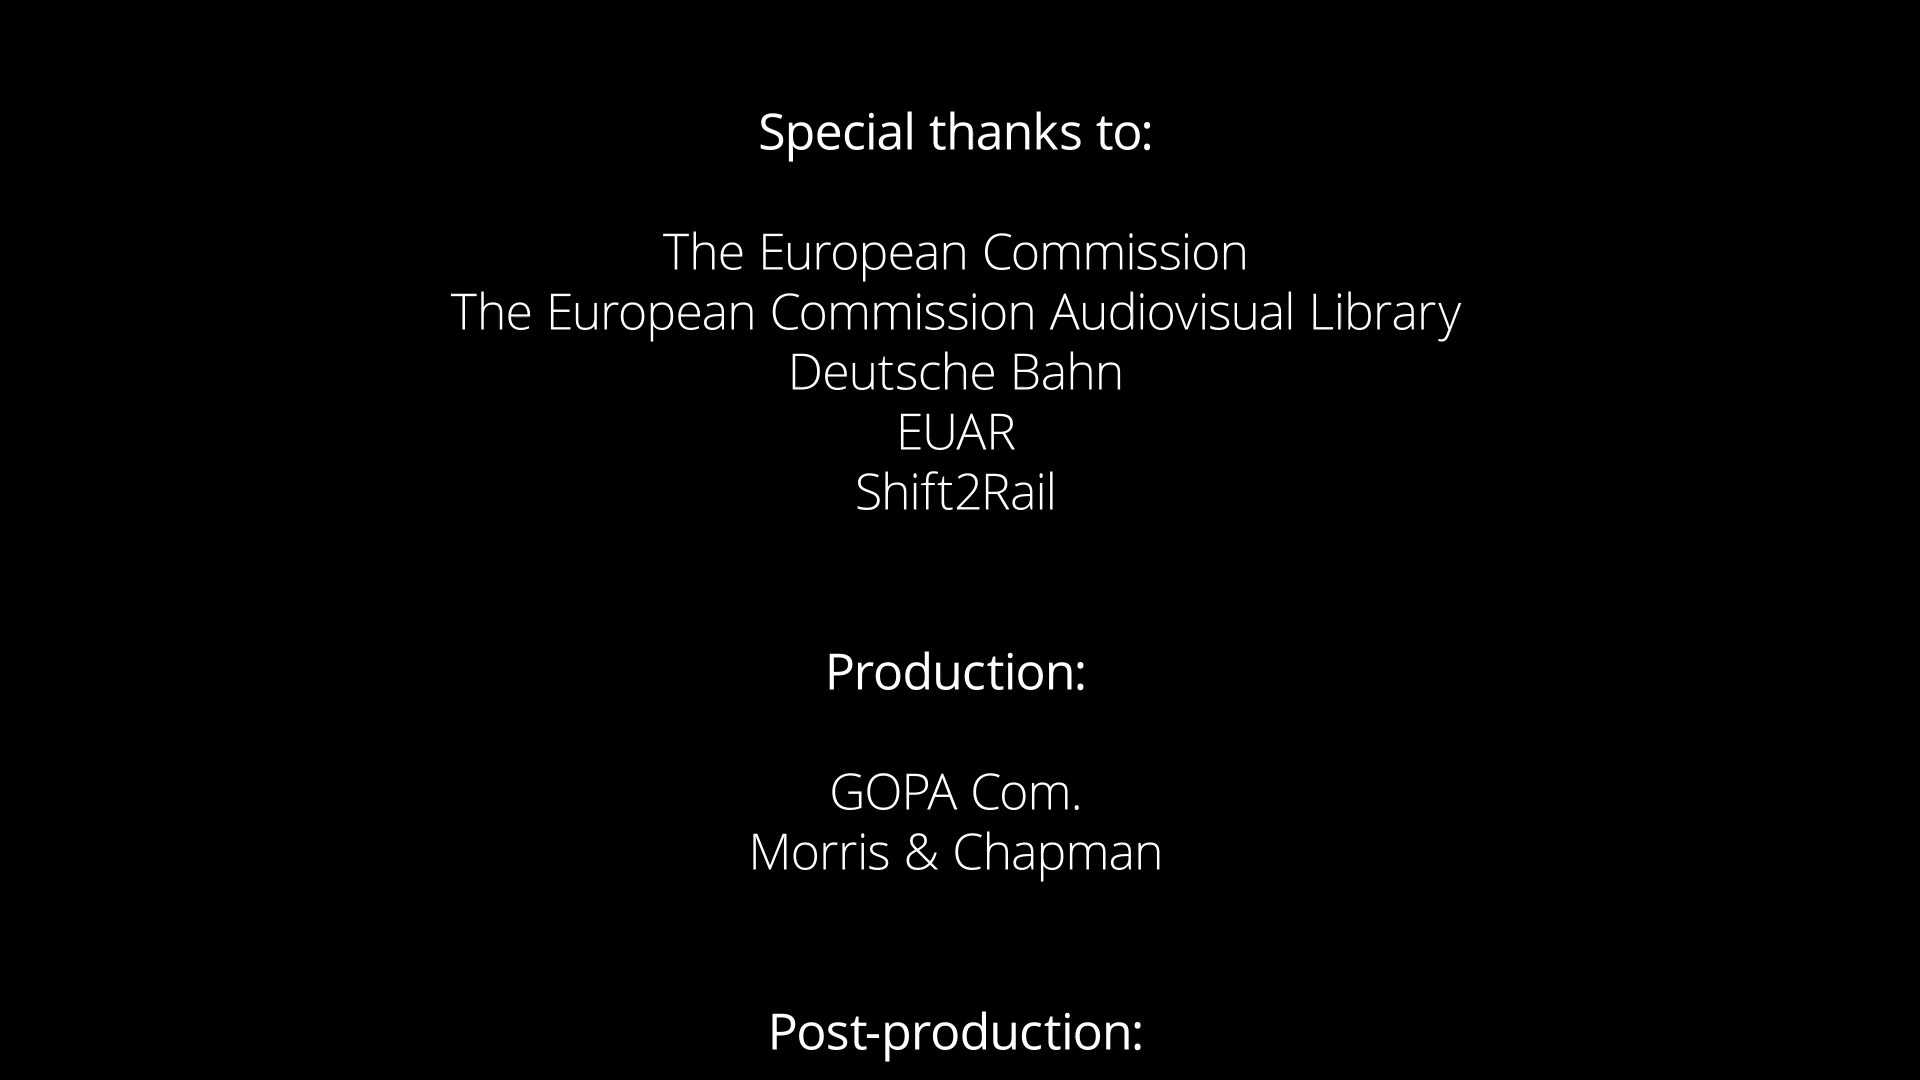 Special thanks to:
The European Commission
The European Commission Audiovisual Library
Deutsche Bahn
EUAR
Shift2Rail
Production:
GOPA Com.
Morris & Chapman
Post-production: